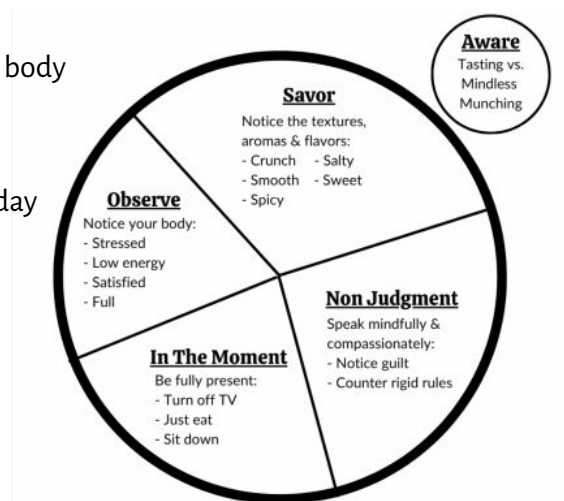 body
day
Aware
Tasting vs.
Mindless
Munching
Savor
Notice the textures,
aromas & flavors:
- Crunch - Salty
- Smooth - Sweet
- Spicy
Observe
Notice your body:
- Stressed
- Low energy
- Satisfied
- Full
Non Judgment
Speak mindfully &
compassionately:
- Notice guilt
- Counter rigid rules
In The Moment
Be fully present:
- Turn off TV
- Just eat
- Sit down